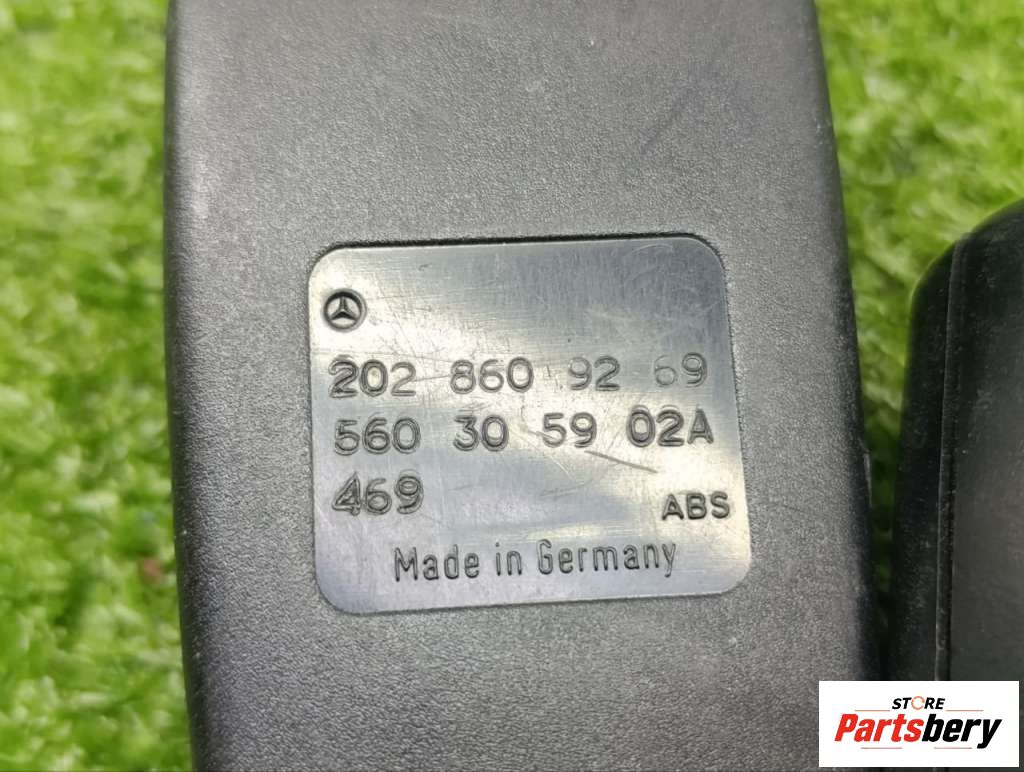 202 860 92 69
560 30 59 02A
469 ABS
Made in Germany
STORE
Partsbery